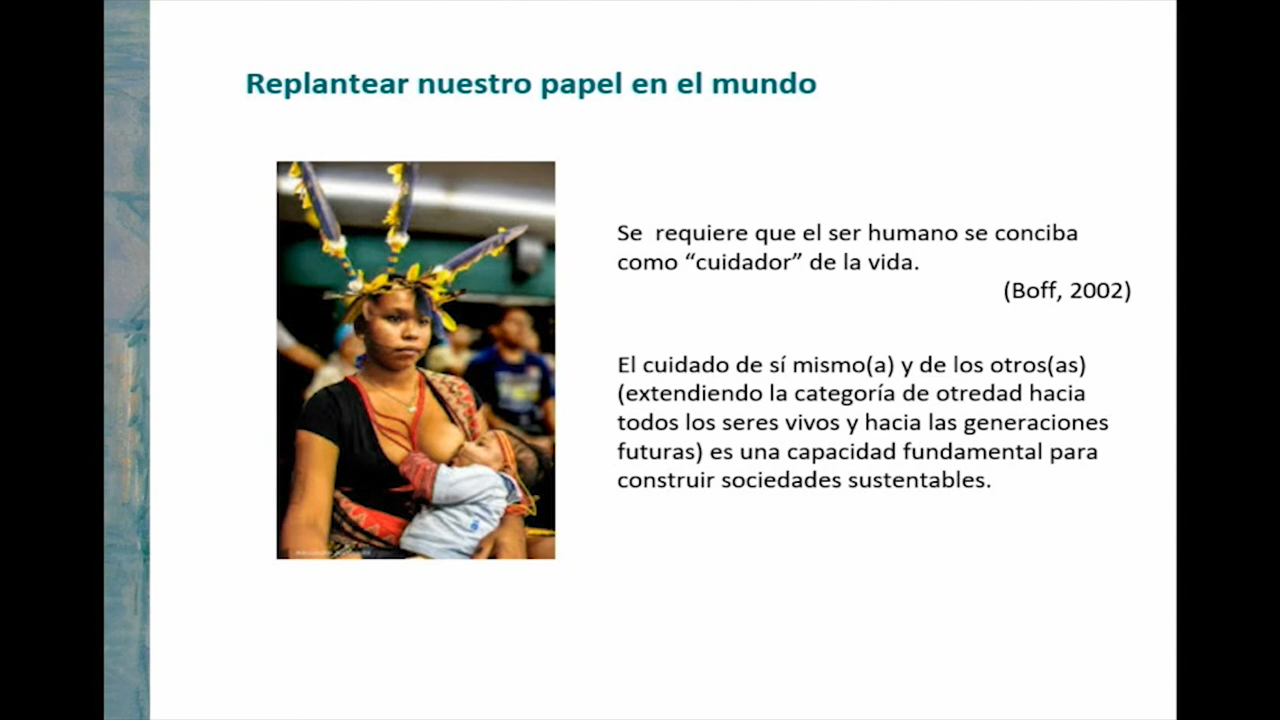 Replantear nuestro papel en el mundo
Se requiere que el ser humano se conciba
como “cuidador” de la vida.
(Boff, 2002)
El cuidado de sí mismo(a) y de los otros(as)
(extendiendo la categoría de otredad hacia
todos los seres vivos y hacia las generaciones
futuras) es una capacidad fundamental para
construir sociedades sustentables.